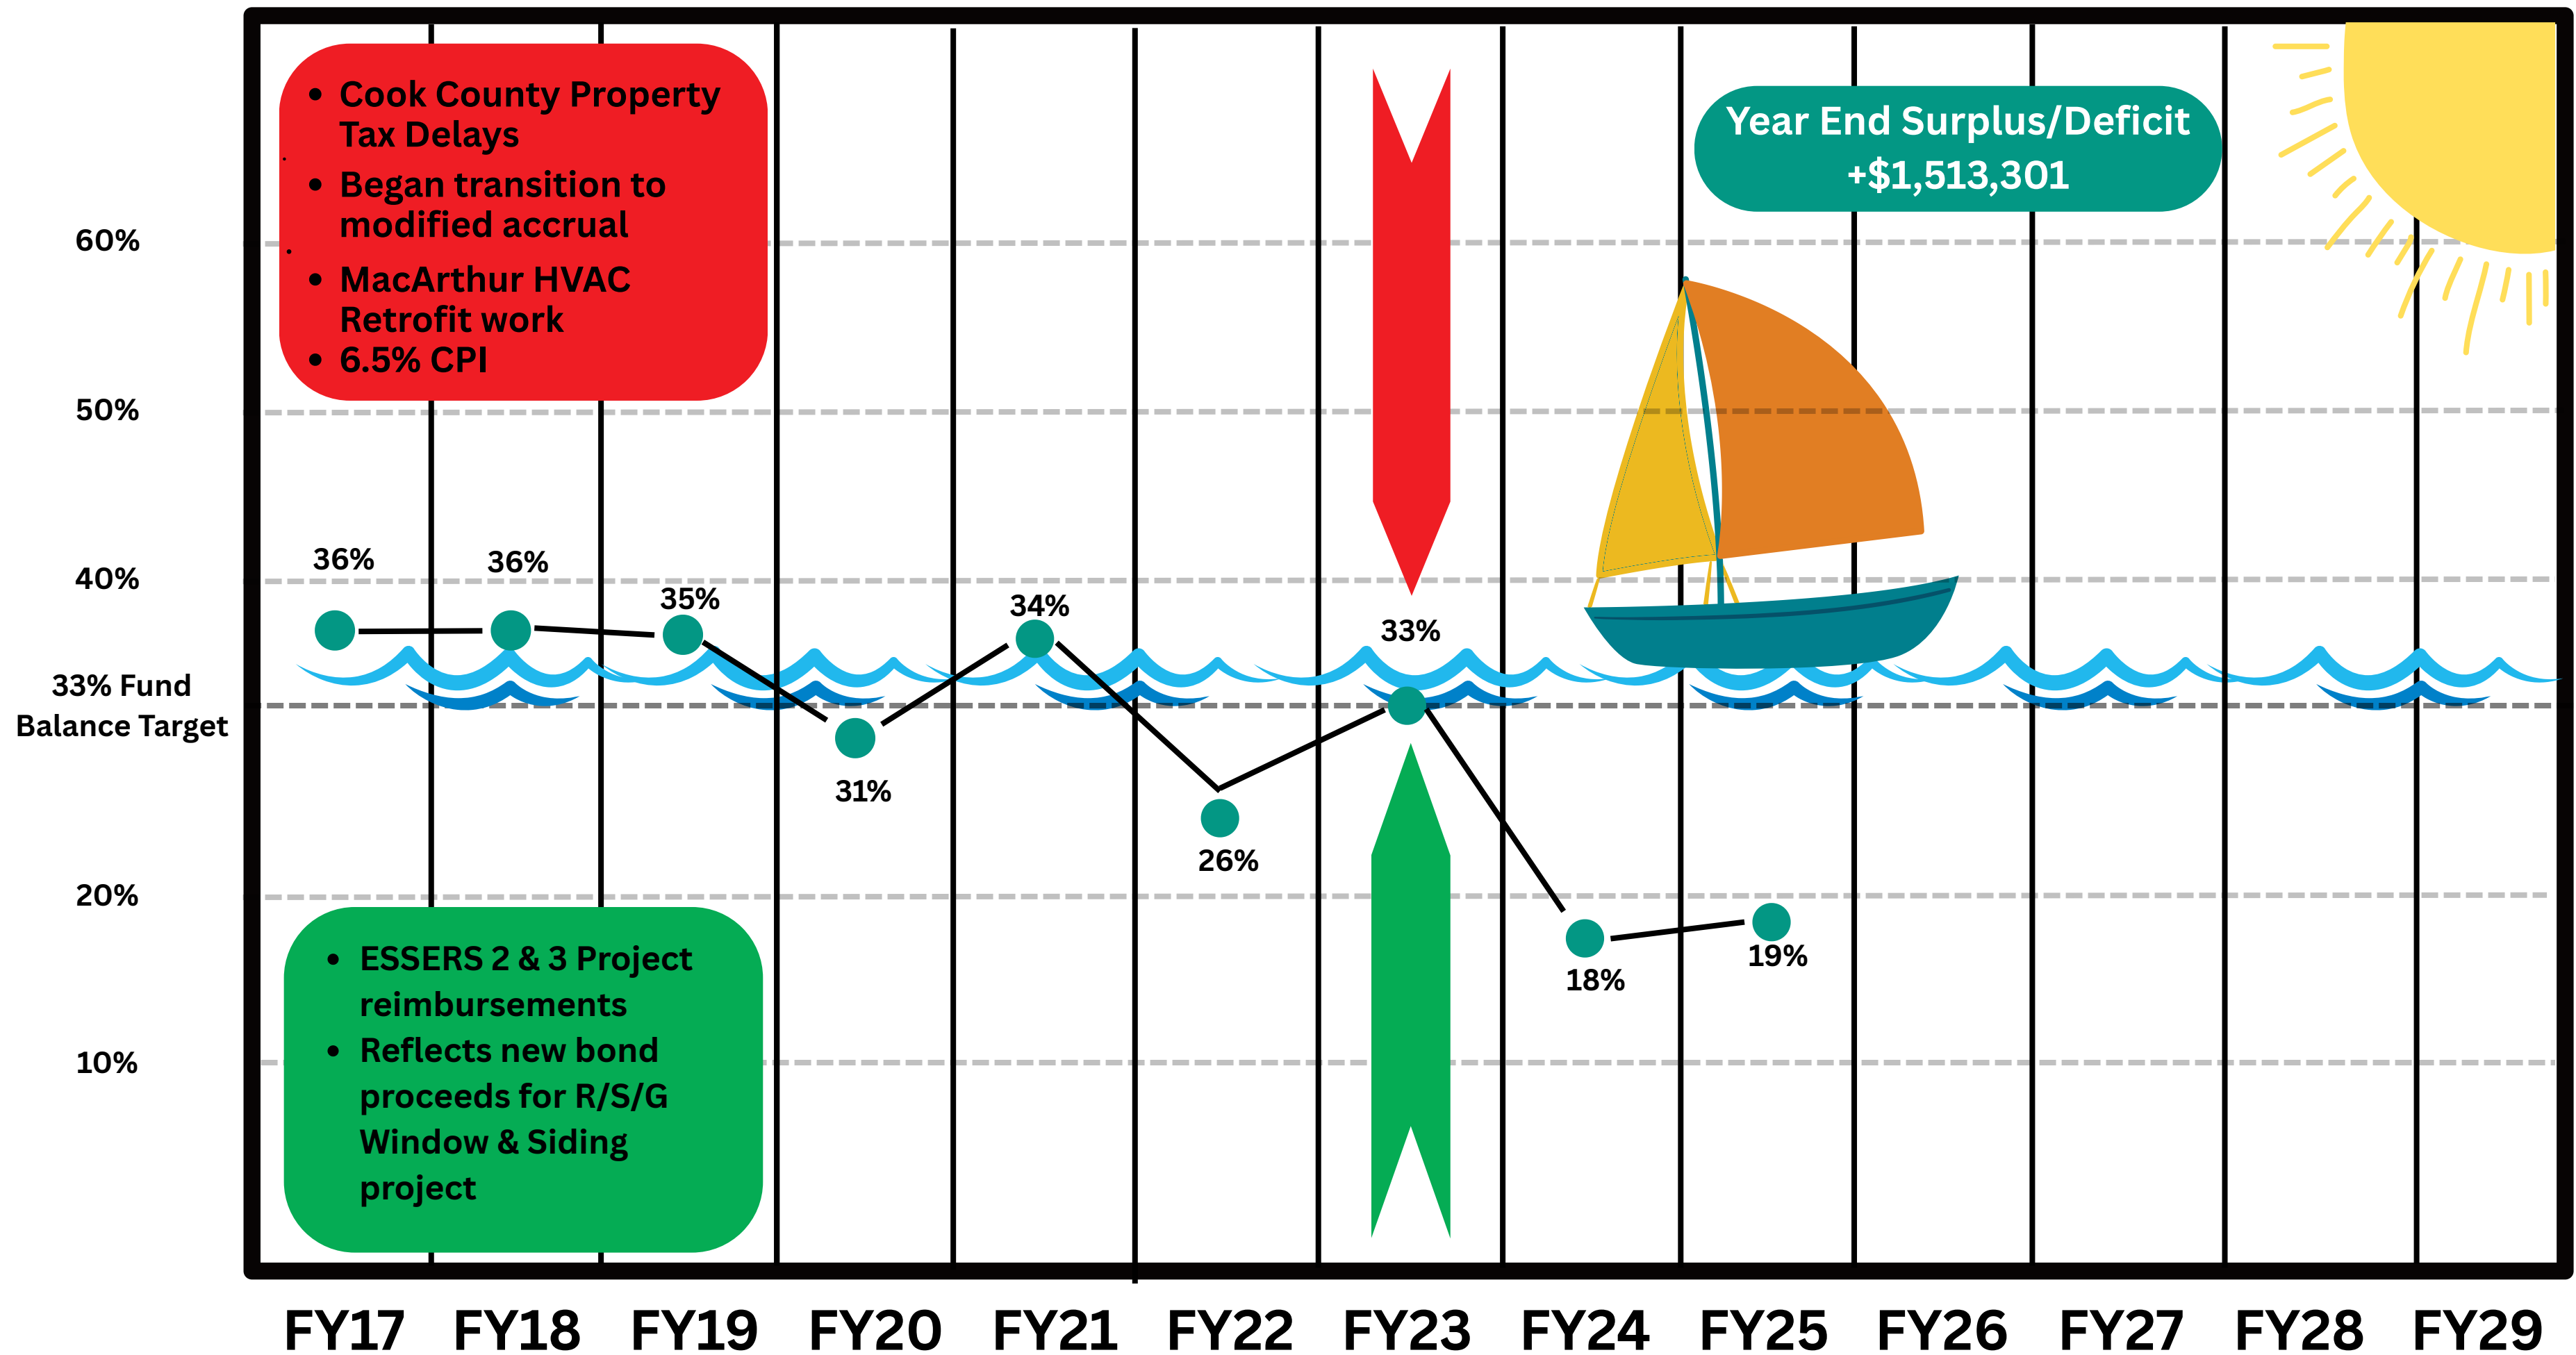 • Cook County Property
Tax Delays
• Began transition to
modified accrual
• MacArthur HVAC
Retrofit work
• 6.5% CPI
Year End Surplus/Deficit
+$1,513,301
60%
50%
40%
33% Fund
Balance Target
20%
10%
36%
36%
35%
31%
34%
26%
33%
18%
19%
• ESSERS 2 & 3 Project
reimbursements
• Reflects new bond
proceeds for R/S/G
Window & Siding
project
FY17
FY18
FY19
FY20
FY21
FY22
FY23
FY24
FY25
FY26
FY27
FY28
FY29